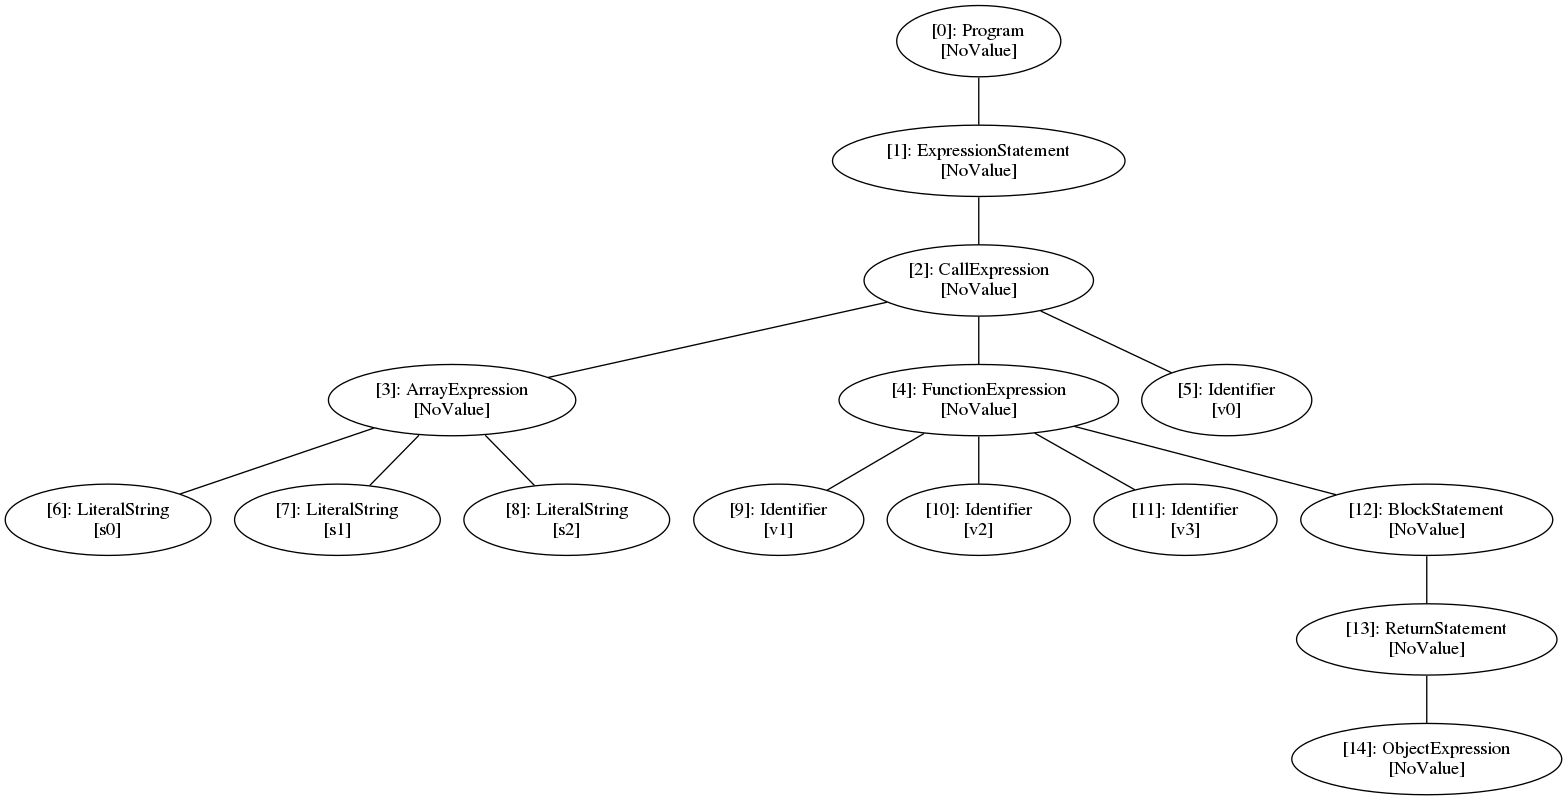 [0]: Program
[NoValue]
[1]: ExpressionStatement
[NoValue]
[2]: CallExpression
[NoValue]
[3]: ArrayExpression
[NoValue]
[4]: FunctionExpression
[NoValue]
[5]: Identifier
[v0]
[6]: LiteralString
[s0]
[7]: LiteralString
[s1]
[8]: LiteralString
[s2]
[9]: Identifier
[v1]
[10]: Identifier
[v2]
[11]: Identifier
[v3]
[12]: BlockStatement
[NoValue]
[13]: ReturnStatement
[NoValue]
[14]: ObjectExpression
[NoValue]